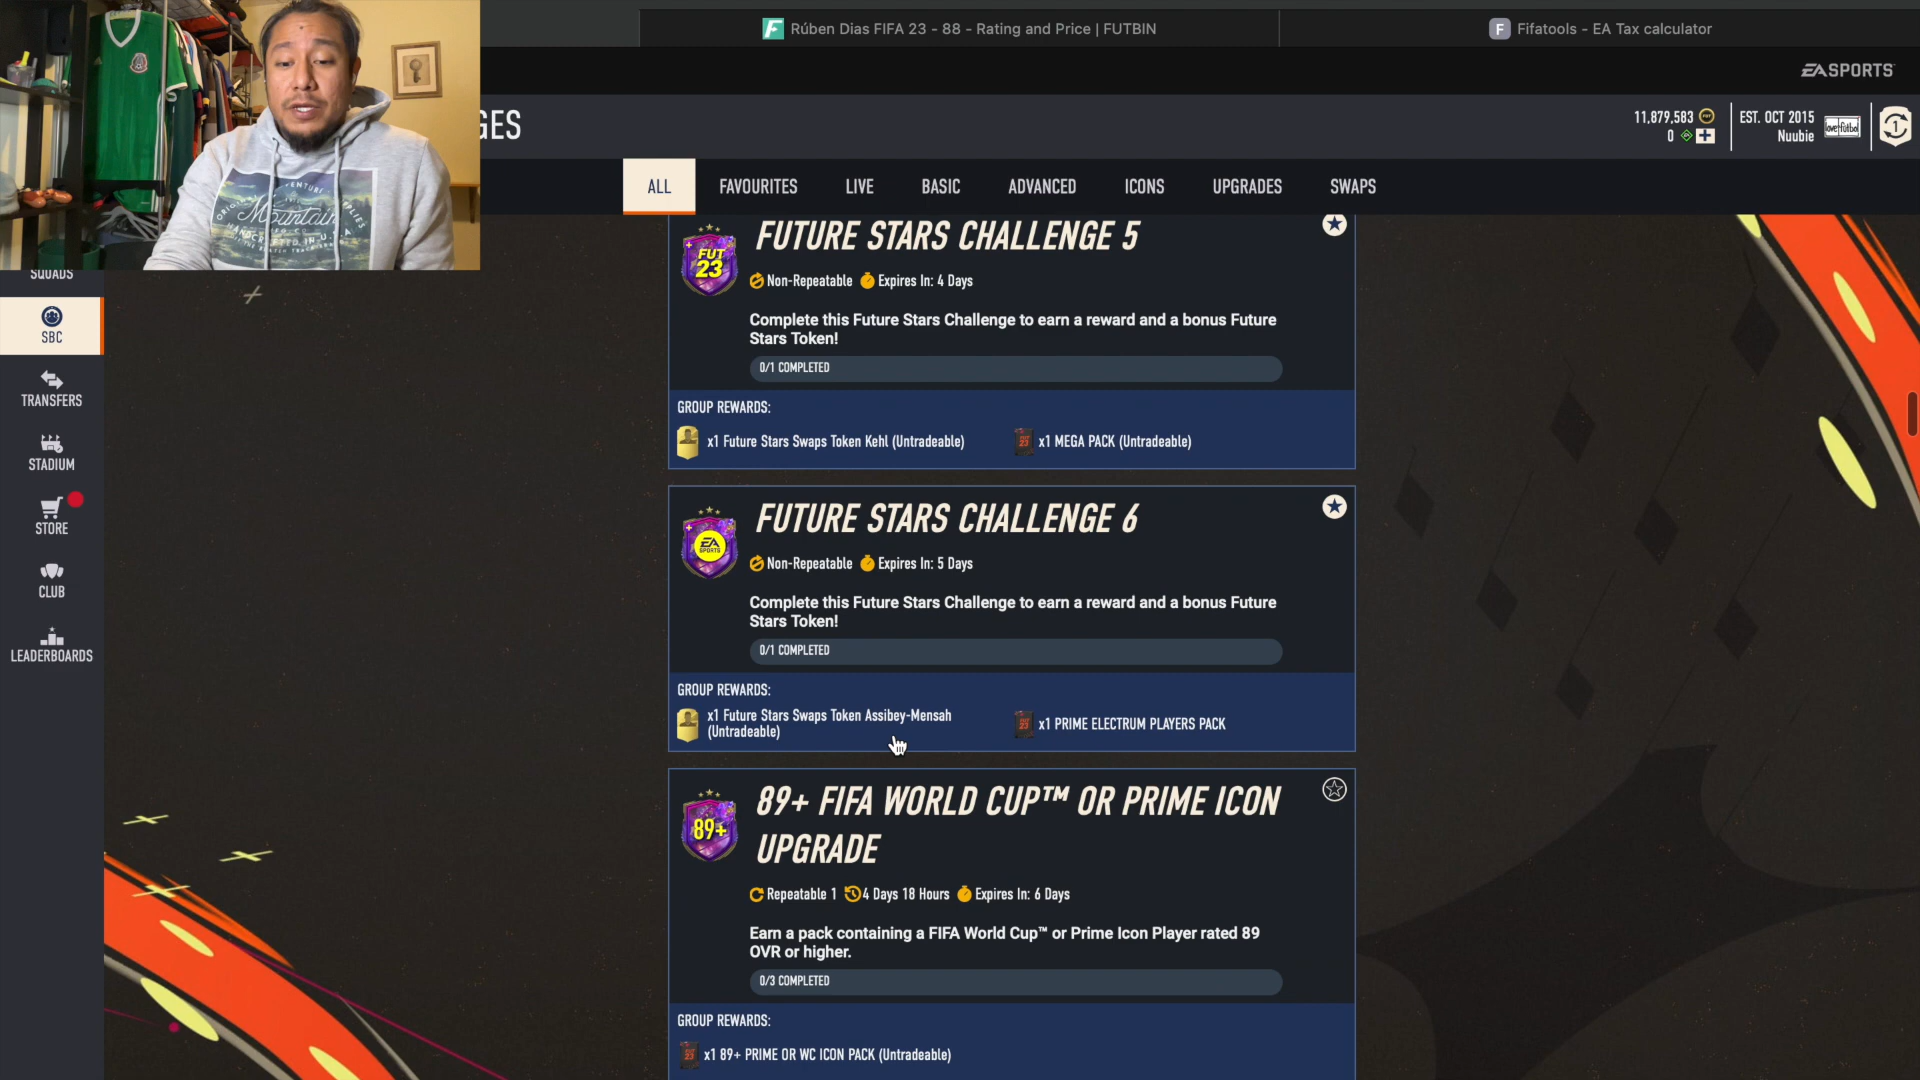 Rúben Dias FIFA 23 - 88 - Rating and Price | FUTBIN
F Fifatools - EA Tax calculator
EA SPORTS
GES
11,879,583
0
EST. OCT 2015
Nuubie
love futbol
1
ALL FAVOURITES LIVE BASIC ADVANCED ICONS UPGRADES SWAPS
SQUADS
SBC
TRANSFERS
STADIUM
STORE
CLUB
LEADERBOARDS
FUT
23
FUTURE STARS CHALLENGE 5
Non-Repeatable Expires In: 4 Days
Complete this Future Stars Challenge to earn a reward and a bonus Future
Stars Token!
0/1 COMPLETED
GROUP REWARDS:
x1 Future Stars Swaps Token Kehl (Untradeable) x1 MEGA PACK (Untradeable)
EA
SPORTS
FUTURE STARS CHALLENGE 6
Non-Repeatable Expires In: 5 Days
Complete this Future Stars Challenge to earn a reward and a bonus Future
Stars Token!
0/1 COMPLETED
GROUP REWARDS:
x1 Future Stars Swaps Token Assibey-Mensah
(Untradeable)
x1 PRIME ELECTRUM PLAYERS PACK
89+
89+ FIFA WORLD CUP™ OR PRIME ICON
UPGRADE
Repeatable 1 4 Days 18 Hours Expires In: 6 Days
Earn a pack containing a FIFA World Cup™ or Prime Icon Player rated 89
OVR or higher.
0/3 COMPLETED
GROUP REWARDS:
x1 89+ PRIME OR WC ICON PACK (Untradeable)
Mountain